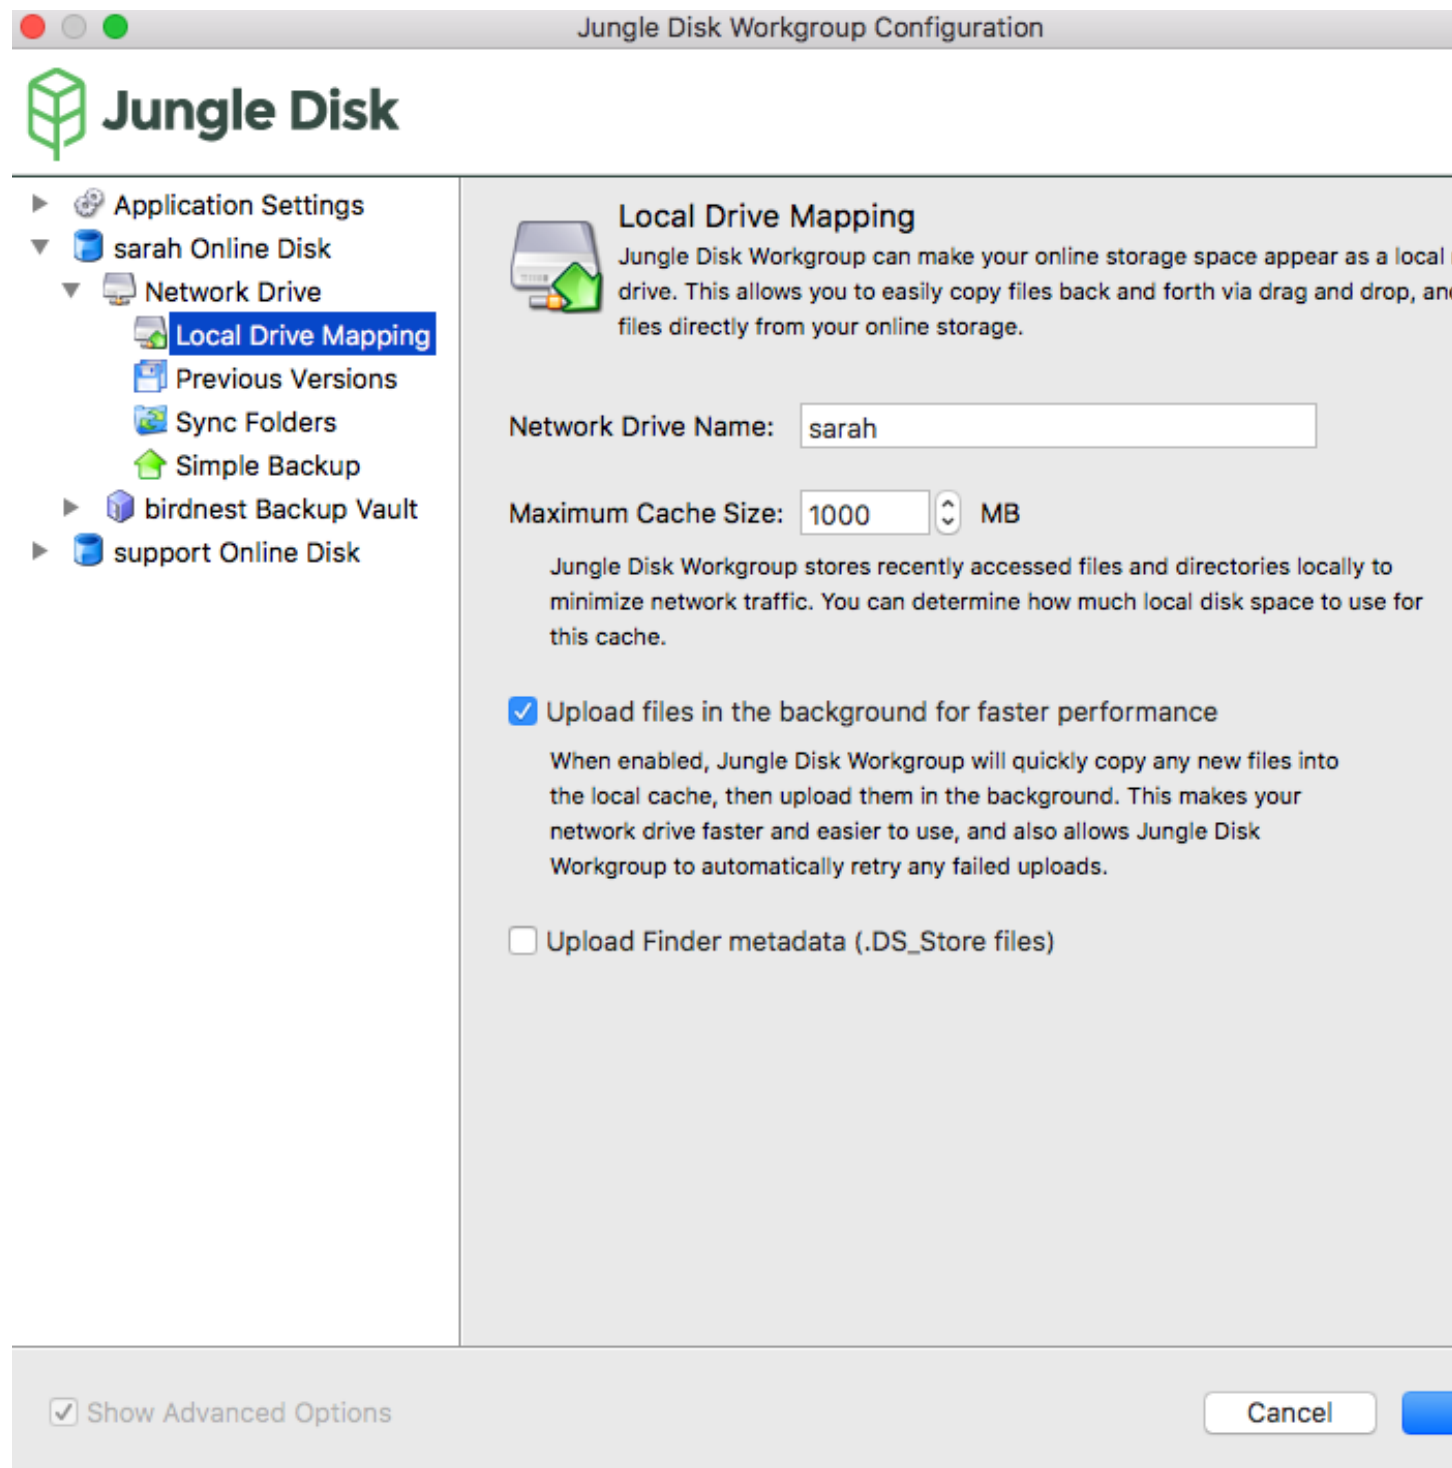 Jungle Disk Workgroup Configuration
Jungle Disk
Application Settings
sarah Online Disk
Network Drive
Local Drive Mapping
Previous Versions
Sync Folders
Simple Backup
birdnest Backup Vault
support Online Disk
Local Drive Mapping
Jungle Disk Workgroup can make your online storage space appear as a local
drive. This allows you to easily copy files back and forth via drag and drop,
files directly from your online storage.
Network Drive Name: sarah
Maximum Cache Size: 1000 MB
Jungle Disk Workgroup stores recently accessed files and directories locally to
minimize network traffic. You can determine how much local disk space to use for
this cache.
Upload files in the background for faster performance
When enabled, Jungle Disk Workgroup will quickly copy any new files into
the local cache, then upload them in the background. This makes your
network drive faster and easier to use, and also allows Jungle Disk
Workgroup to automatically retry any failed uploads.
Upload Finder metadata (.DS_Store files)
Show Advanced Options
Cancel